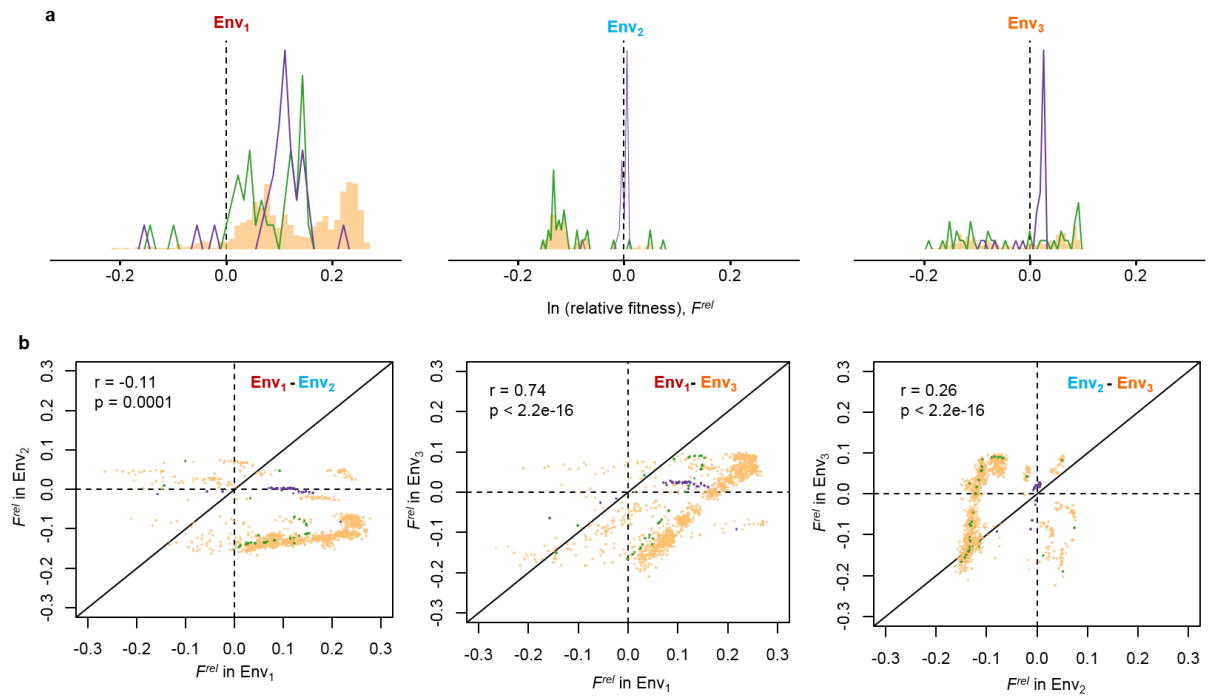 a
Env1 Env2 Env3
-0.2 0.0 0.2 -0.2 0.0 0.2 -0.2 0.0 0.2
ln (relative fitness), Frel
b
r = -0.11
p = 0.0001
Env1 - Env2
0.3
0.2
0.1
0.0
-0.1
-0.2
-0.3
Frel in Env2
-0.3 -0.2 -0.1 0.0 0.1 0.2 0.3
Frel in Env1
r = 0.74
p < 2.2e-16
Env1- Env3
0.3
0.2
0.1
0.0
-0.1
-0.2
-0.3
Frel in Env3
-0.3 -0.2 -0.1 0.0 0.1 0.2 0.3
Frel in Env1
r = 0.26
p < 2.2e-16
Env2 - Env3
0.3
0.2
0.1
0.0
-0.1
-0.2
-0.3
Frel in Env3
-0.3 -0.2 -0.1 0.0 0.1 0.2 0.3
Frel in Env2